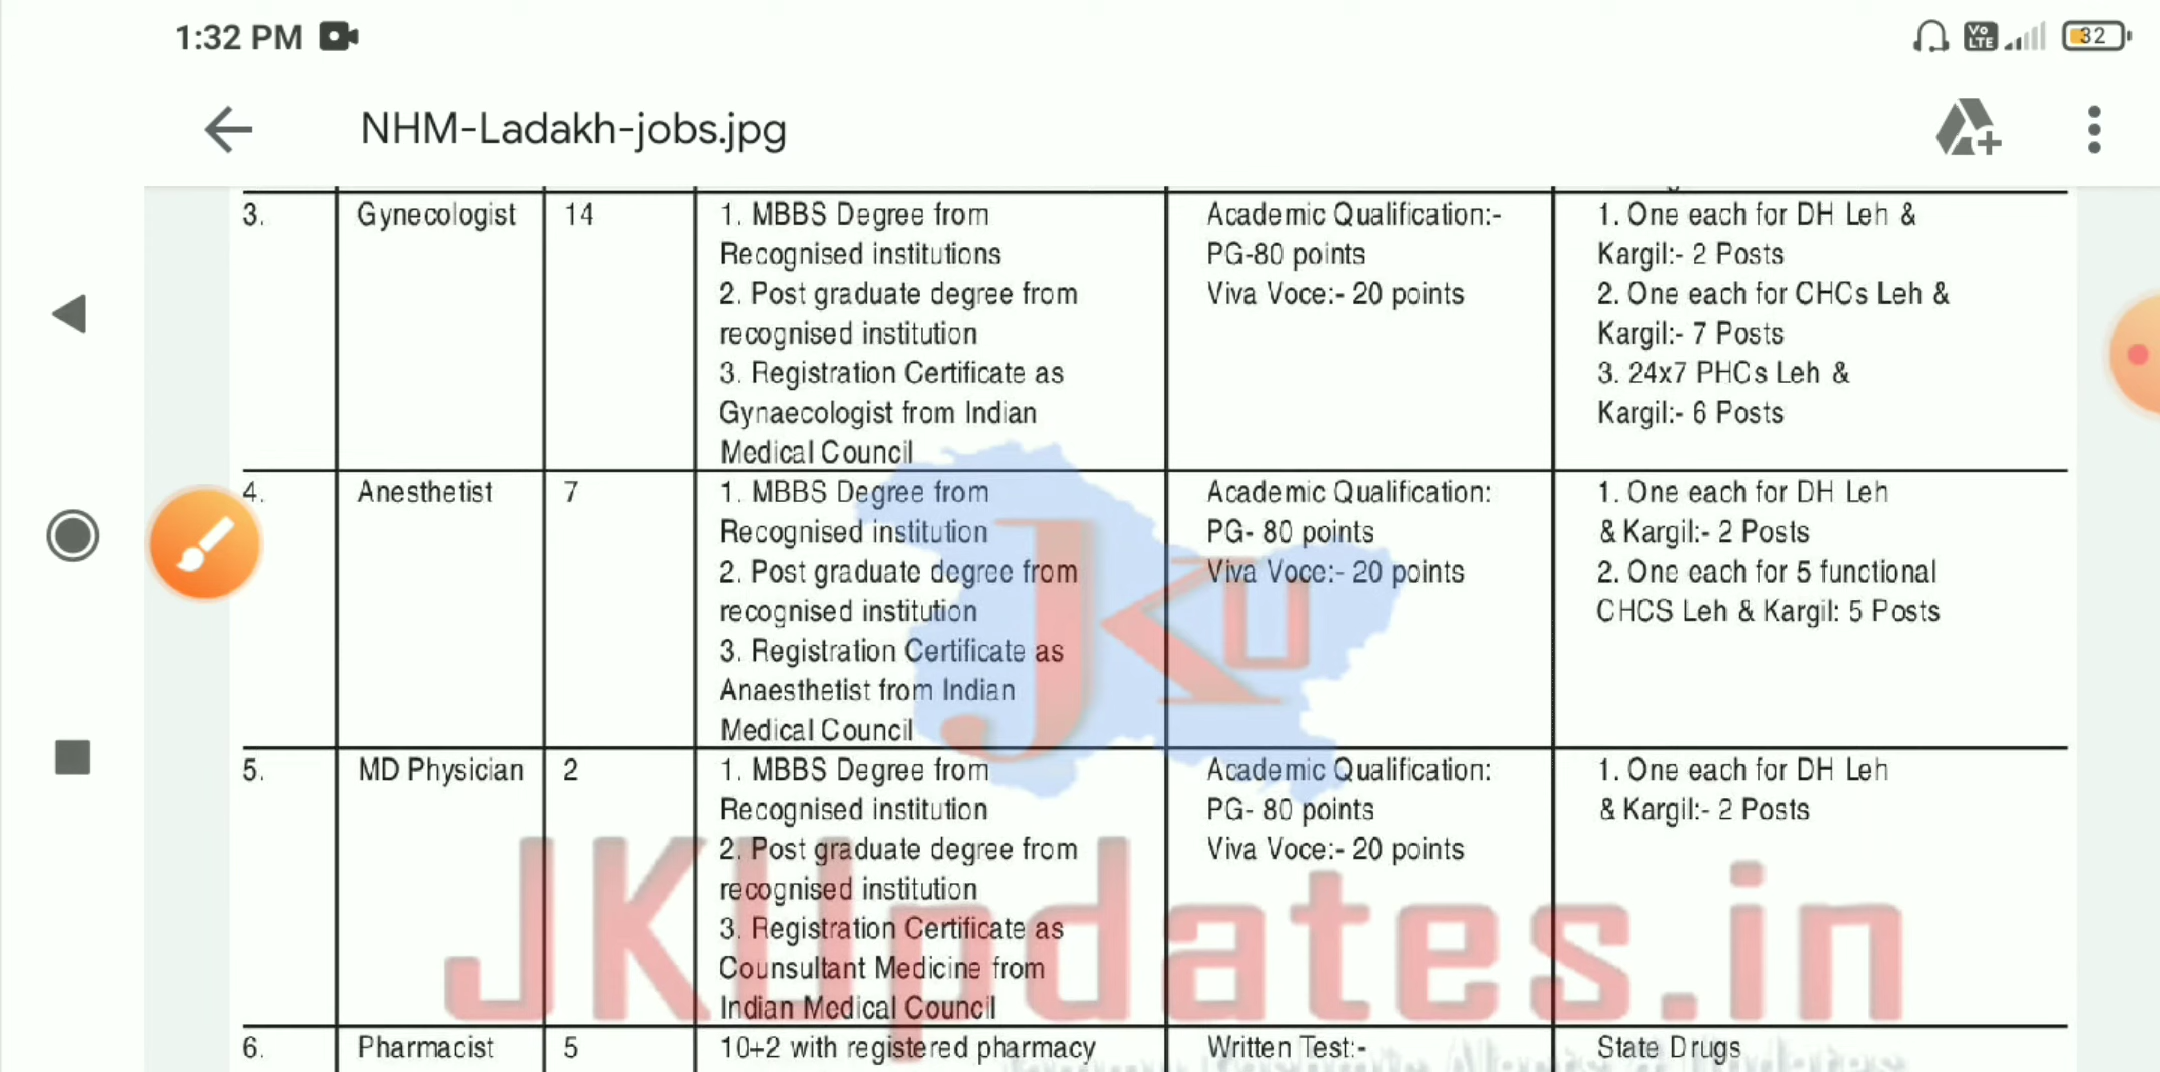 1:32 PM
Vo LTE
32
NHM-Ladakh-jobs.jpg
3.
Gynecologist
14
1. MBBS Degree from
Recognised institutions
2. Post graduate degree from
recognised institution
3. Registration Certificate as
Gynaecologist from Indian
Medical Council
Academic Qualification:-
PG-80 points
Viva Voce:- 20 points
1. One each for DH Leh &
Kargil:- 2 Posts
2. One each for CHCs Leh &
Kargil:- 7 Posts
3. 24x7 PHCs Leh &
Kargil:- 6 Posts
4.
Anesthetist
7
1. MBBS Degree from
Recognised institution
2. Post graduate degree from
recognised institution
3. Registration Certificate as
Anaesthetist from Indian
Medical Council
Academic Qualification:
PG- 80 points
Viva Voce:- 20 points
1. One each for DH Leh
& Kargil:- 2 Posts
2. One each for 5 functional
CHCS Leh & Kargil: 5 Posts
5.
MD Physician
2
1. MBBS Degree from
Recognised institution
2. Post graduate degree from
recognised institution
3. Registration Certificate as
Counsultant Medicine from
Indian Medical Council
Academic Qualification:
PG- 80 points
Viva Voce:- 20 points
1. One each for DH Leh
& Kargil:- 2 Posts
6.
Pharmacist
5
10+2 with registered pharmacy
Written Test:-
State Drugs
JKU
JKUpdates.in